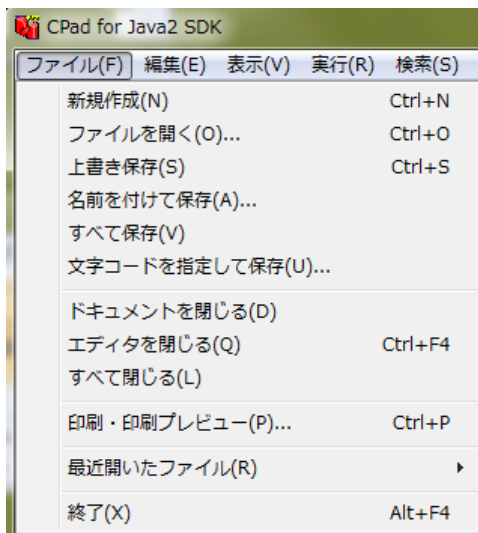 CPad for Java2 SDK
ファイル(F) 編集(E) 表示(V) 実行(R) 検索(S)
新規作成(N) Ctrl+N
ファイルを開く(O)... Ctrl+O
上書き保存(S) Ctrl+S
名前を付けて保存(A)...
すべて保存(V)
文字コードを指定して保存(U)...
ドキュメントを閉じる(D)
エディタを閉じる(Q) Ctrl+F4
すべて閉じる(L)
印刷・印刷プレビュー(P)... Ctrl+P
最近開いたファイル(R)
終了(X) Alt+F4